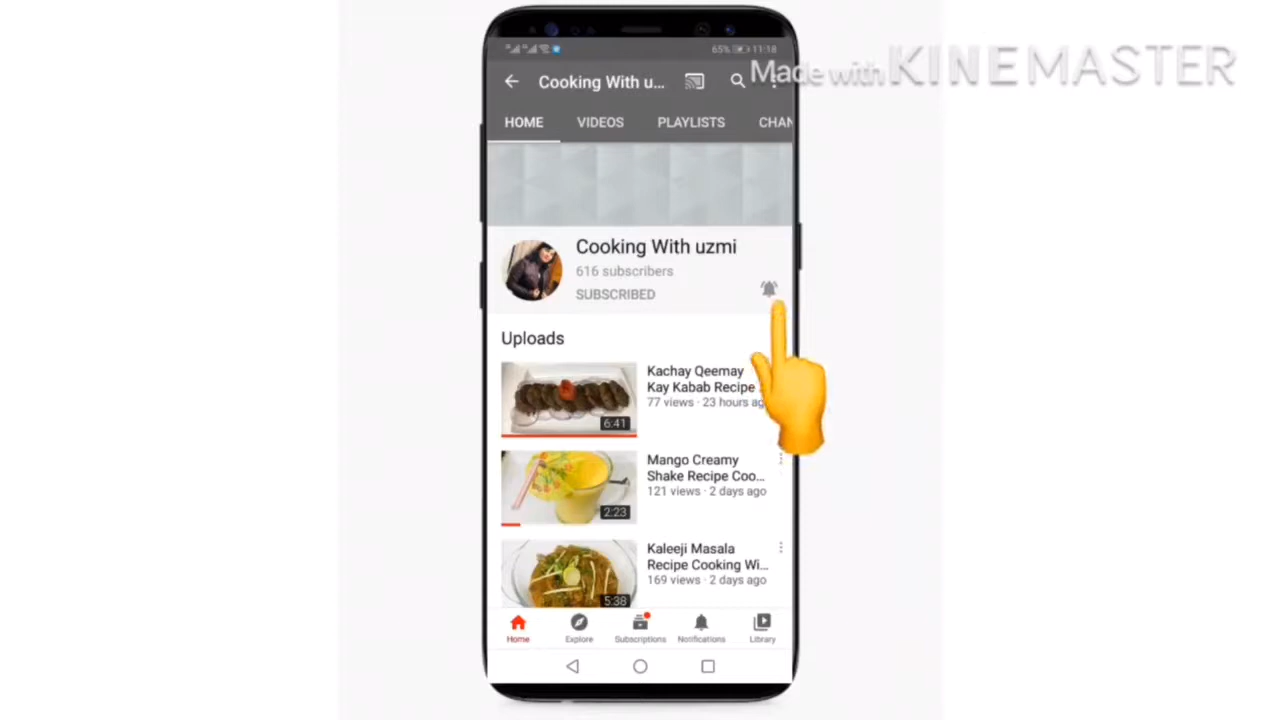 65% 11:18
Made with KINEMASTER
Cooking With u...
HOME VIDEOS PLAYLISTS CHAN
Cooking With uzmi
616 subscribers
SUBSCRIBED
Uploads
Kachay Qeemay
Kay Kabab Recipe
77 views · 23 hours ag
6:41
Mango Creamy
Shake Recipe Coo...
121 views · 2 days ago
2:23
Kaleeji Masala
Recipe Cooking Wi...
169 views · 2 days ago
5:38
Home Explore Subscriptions Notifications Library